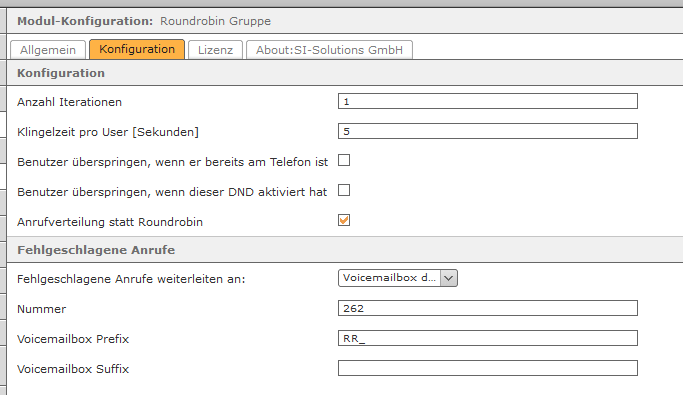 Modul-Konfiguration: Roundrobin Gruppe
Allgemein Konfiguration Lizenz About:SI-Solutions GmbH
Konfiguration
Anzahl Iterationen 1
Klingelzeit pro User [Sekunden] 5
Benutzer überspringen, wenn er bereits am Telefon ist
Benutzer überspringen, wenn dieser DND aktiviert hat
Anrufverteilung statt Roundrobin
Fehlgeschlagene Anrufe
Fehlgeschlagene Anrufe weiterleiten an: Voicemailbox d...
Nummer 262
Voicemailbox Prefix RR_
Voicemailbox Suffix